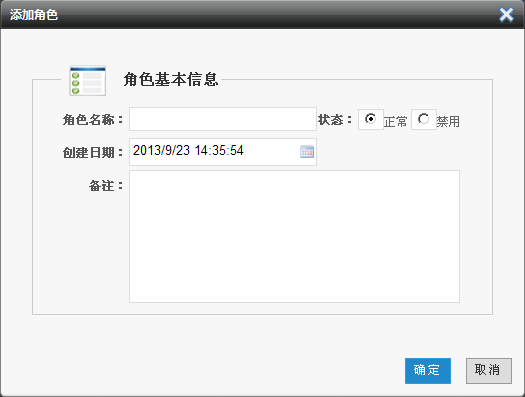 添加角色
角色基本信息
角色名称： 状态： 正常 禁用
创建日期： 2013/9/23 14:35:54
备注：
确定 取消